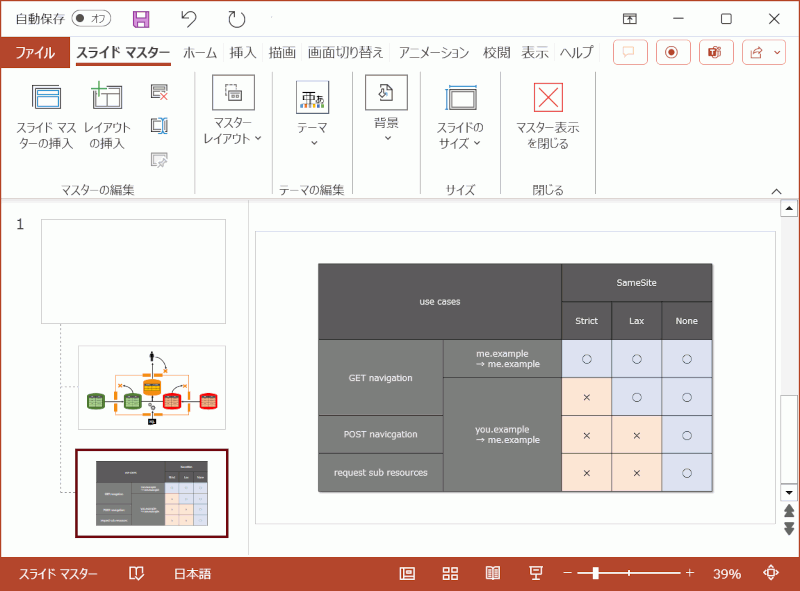 自動保存 オフ
ファイル スライド マスター ホーム 挿入 描画 画面切り替え アニメーション 校閲 表示 ヘルプ
スライド マス
ターの挿入
レイアウト
の挿入
マスター
レイアウト
テーマ
背景
スライドの
サイズ
マスター表示
を閉じる
マスターの編集 テーマの編集 サイズ 閉じる
1
use cases
SameSite
Strict Lax None
GET navigation
me.example
→ me.example
○ ○ ○
you.example
→ me.example
× ○ ○
POST navicgation
× × ○
request sub resources
× × ○
スライド マスター 日本語 39%